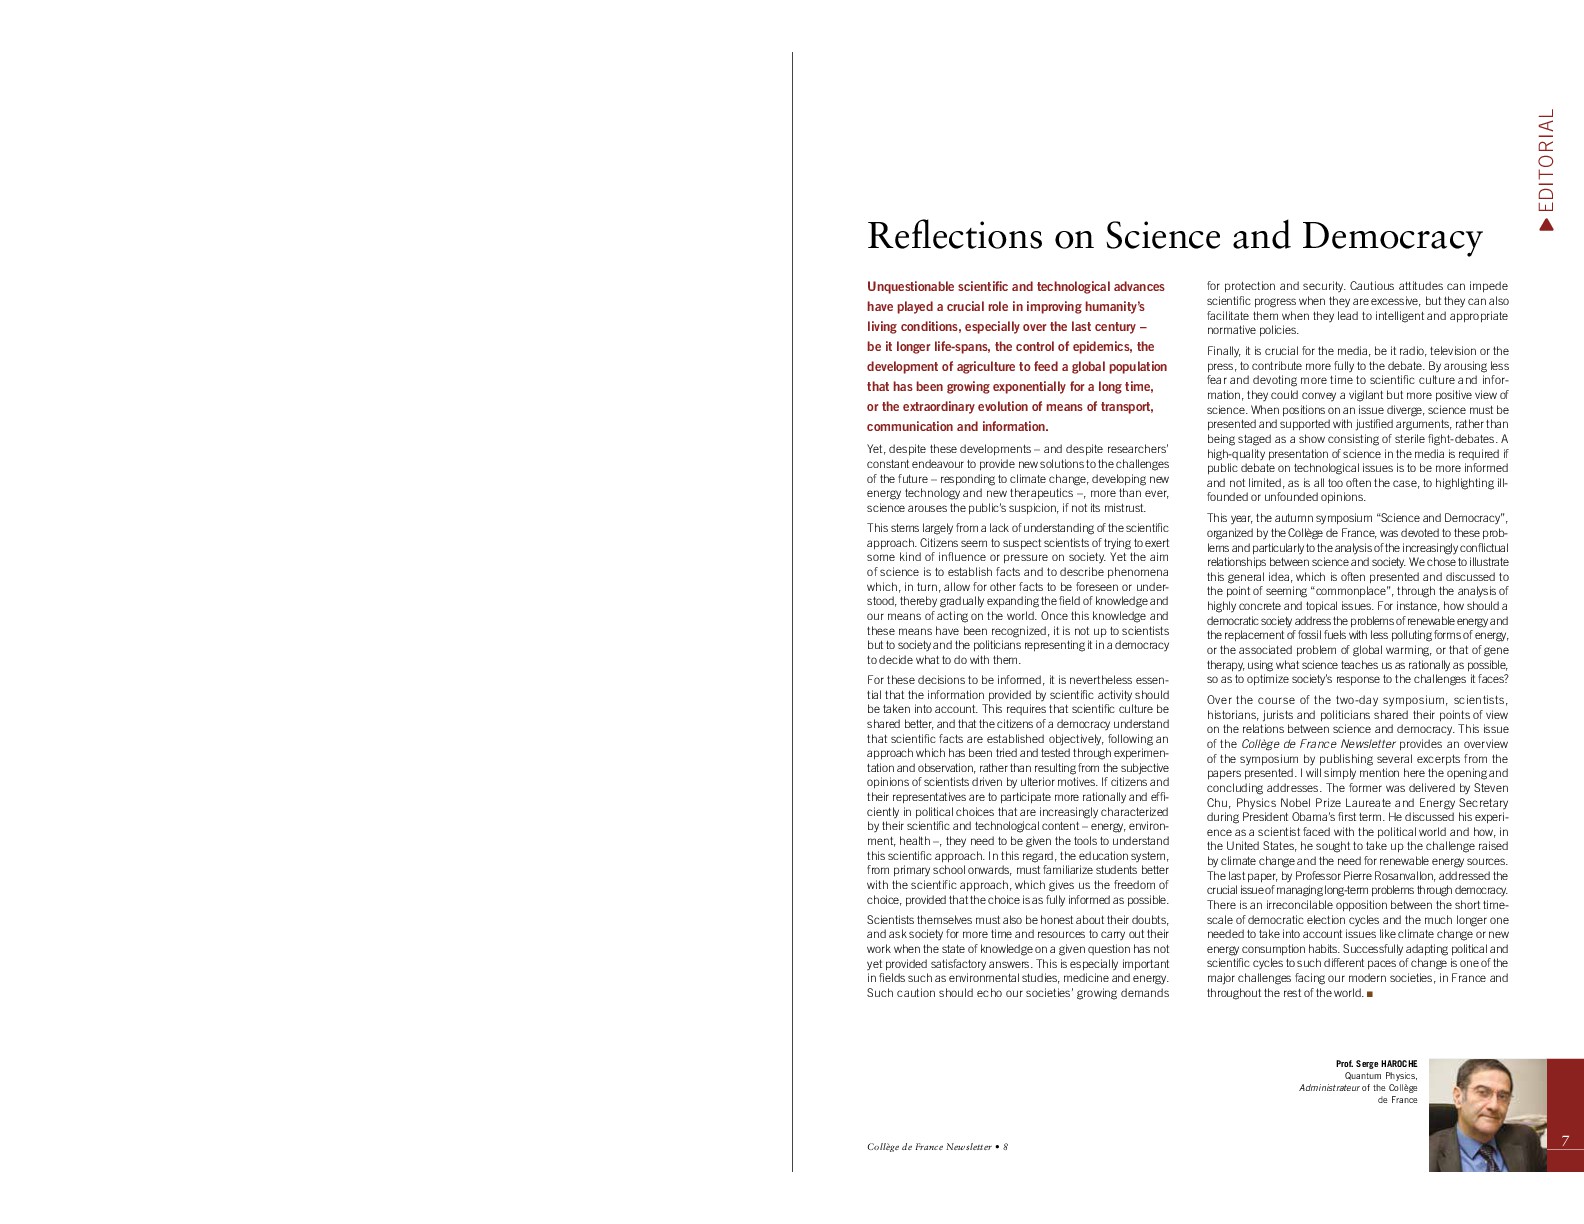 EDITORIAL
Reflections on Science and Democracy
Unquestionable scientific and technological advances
have played a crucial role in improving humanity's
living conditions, especially over the last century –
be it longer life-spans, the control of epidemics, the
development of agriculture to feed a global population
that has been growing exponentially for a long time,
or the extraordinary evolution of means of transport,
communication and information.
Yet, despite these developments – and despite researchers'
constant endeavour to provide new solutions to the challenges
of the future – responding to climate change, developing new
energy technology and new therapeutics –, more than ever,
science arouses the public's suspicion, if not its mistrust.
This stems largely from a lack of understanding of the scientific
approach. Citizens seem to suspect scientists of trying to exert
some kind of influence or pressure on society. Yet the aim
of science is to establish facts and to describe phenomena
which, in turn, allow for other facts to be foreseen or under-
stood, thereby gradually expanding the field of knowledge and
our means of acting on the world. Once this knowledge and
these means have been recognized, it is not up to scientists
but to society and the politicians representing it in a democracy
to decide what to do with them.
For these decisions to be informed, it is nevertheless essen-
tial that the information provided by scientific activity should
be taken into account. This requires that scientific culture be
shared better, and that the citizens of a democracy understand
that scientific facts are established objectively, following an
approach which has been tried and tested through experimen-
tation and observation, rather than resulting from the subjective
opinions of scientists driven by ulterior motives. If citizens and
their representatives are to participate more rationally and effi-
ciently in political choices that are increasingly characterized
by their scientific and technological content – energy, environ-
ment, health –, they need to be given the tools to understand
this scientific approach. In this regard, the education system,
from primary school onwards, must familiarize students better
with the scientific approach, which gives us the freedom of
choice, provided that the choice is as fully informed as possible.
Scientists themselves must also be honest about their doubts,
and ask society for more time and resources to carry out their
work when the state of knowledge on a given question has not
yet provided satisfactory answers. This is especially important
in fields such as environmental studies, medicine and energy.
Such caution should echo our societies' growing demands
for protection and security. Cautious attitudes can impede
scientific progress when they are excessive, but they can also
facilitate them when they lead to intelligent and appropriate
normative policies.
Finally, it is crucial for the media, be it radio, television or the
press, to contribute more fully to the debate. By arousing less
fear and devoting more time to scientific culture and infor-
mation, they could convey a vigilant but more positive view of
science. When positions on an issue diverge, science must be
presented and supported with justified arguments, rather than
being staged as a show consisting of sterile fight-debates. A
high-quality presentation of science in the media is required if
public debate on technological issues is to be more informed
and not limited, as is all too often the case, to highlighting ill-
founded or unfounded opinions.
This year, the autumn symposium “Science and Democracy”,
organized by the Collège de France, was devoted to these prob-
lems and particularly to the analysis of the increasingly conflictual
relationships between science and society. We chose to illustrate
this general idea, which is often presented and discussed to
the point of seeming “commonplace”, through the analysis of
highly concrete and topical issues. For instance, how should a
democratic society address the problems of renewable energy and
the replacement of fossil fuels with less polluting forms of energy,
or the associated problem of global warming, or that of gene
therapy, using what science teaches us as rationally as possible,
so as to optimize society's response to the challenges it faces?
Over the course of the two-day symposium, scientists,
historians, jurists and politicians shared their points of view
on the relations between science and democracy. This issue
of the Collège de France Newsletter provides an overview
of the symposium by publishing several excerpts from the
papers presented. I will simply mention here the opening and
concluding addresses. The former was delivered by Steven
Chu, Physics Nobel Prize Laureate and Energy Secretary
during President Obama's first term. He discussed his experi-
ence as a scientist faced with the political world and how, in
the United States, he sought to take up the challenge raised
by climate change and the need for renewable energy sources.
The last paper, by Professor Pierre Rosanvallon, addressed the
crucial issue of managing long-term problems through democracy.
There is an irreconcilable opposition between the short time-
scale of democratic election cycles and the much longer one
needed to take into account issues like climate change or new
energy consumption habits. Successfully adapting political and
scientific cycles to such different paces of change is one of the
major challenges facing our modern societies, in France and
throughout the rest of the world. ■
Prof. Serge HAROCHE
Quantum Physics,
Administrateur of the Collège
de France
Collège de France Newsletter • 8
7